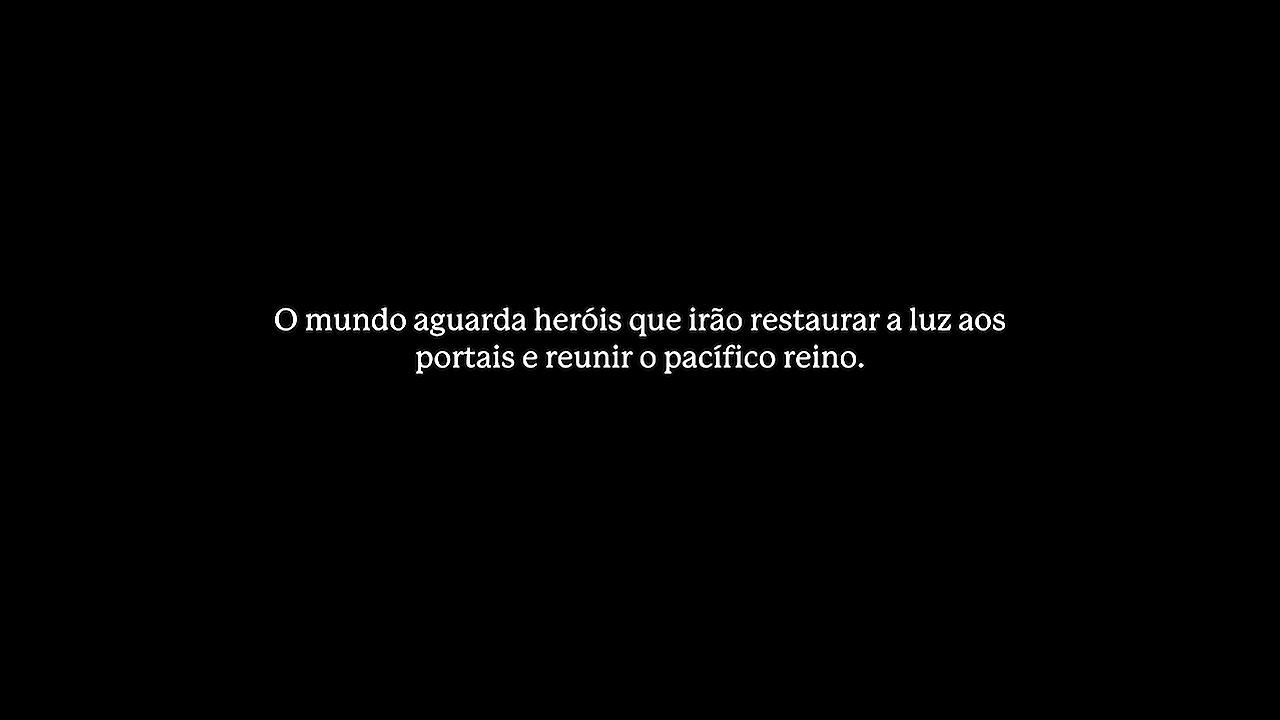 O mundo aguarda heróis que irão restaurar a luz aos
portais e reunir o pacífico reino.